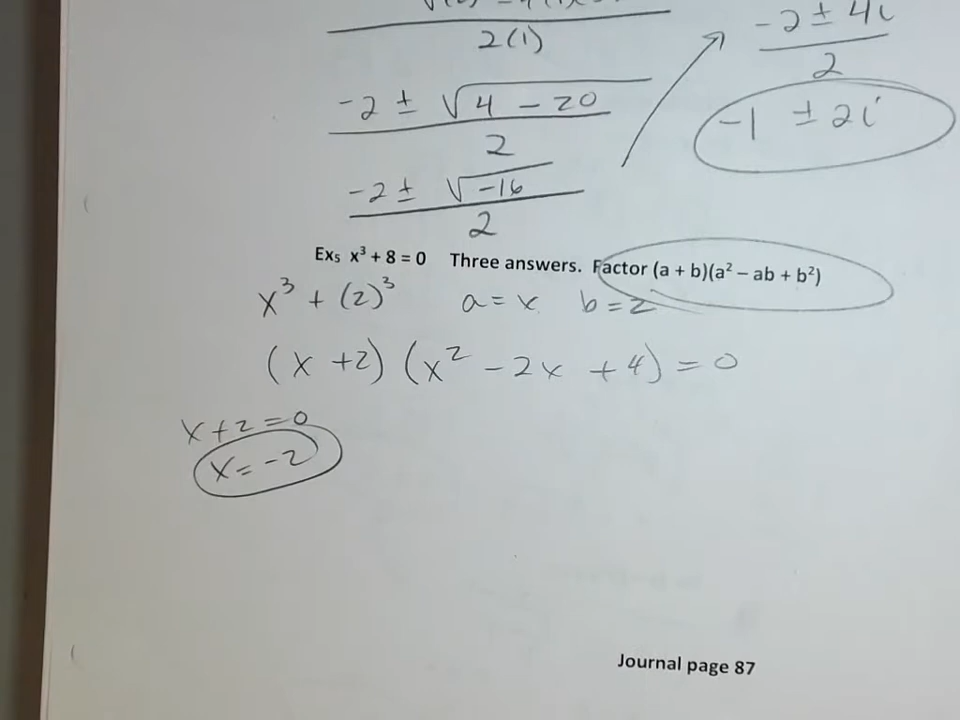 2(1)
-2 ± √4 - 20
2
-2 ± √-16
2
-2 ± 4i
2
-1 ± 2i
Ex5 x³ + 8 = 0 Three answers. Factor (a + b)(a² – ab + b²)
x³ + (2)³ a = x b = 2
(x +2) (x² - 2x + 4) = 0
x+2=0
x=-2
Journal page 87